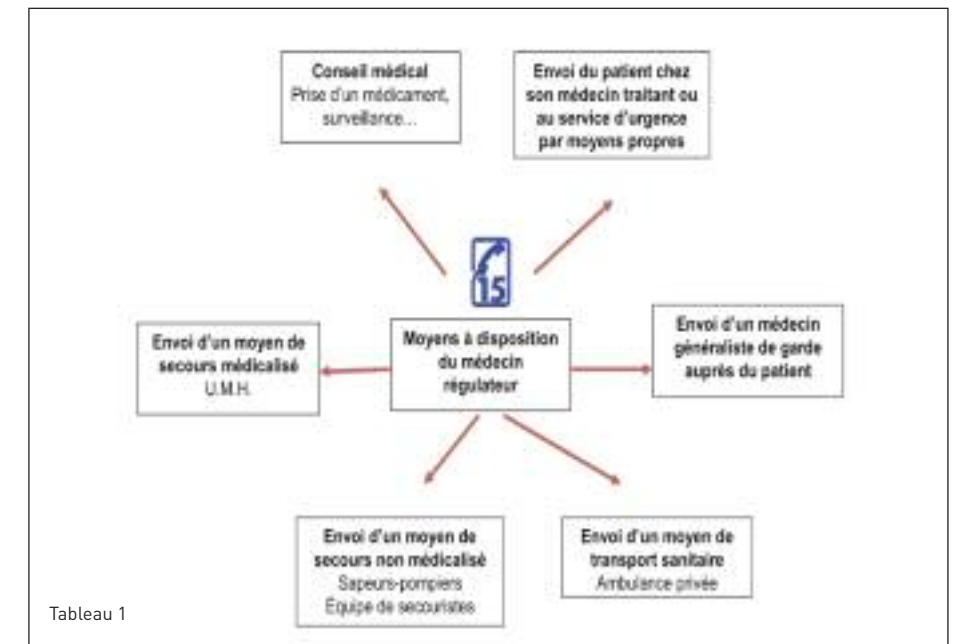 Conseil médical
Prise d'un médicament,
surveillance...
Envoi du patient chez
son médecin traitant ou
au service d'urgence
par moyens propres
15
Envoi d'un moyen de
secours médicalisé
U.M.H.
Moyens à disposition
du médecin
régulateur
Envoi d'un médecin
généraliste de garde
auprès du patient
Envoi d'un moyen de
secours non médicalisé
Sapeurs-pompiers
Equipe de secouristes
Envoi d'un moyen de
transport sanitaire
Ambulance privée
Tableau 1